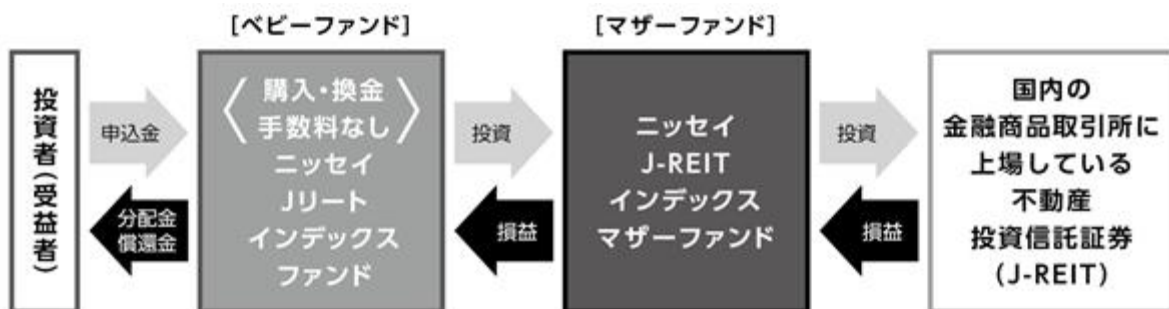 [ベビーファンド]
[マザーファンド]
投資者(受益者)
申込金
分配金
償還金
〈購入・換金
手数料なし〉
ニッセイ
Jリート
インデックス
ファンド
投資
損益
ニッセイ
J-REIT
インデックス
マザーファンド
投資
損益
国内の
金融商品取引所に
上場している
不動産
投資信託証券
(J-REIT)